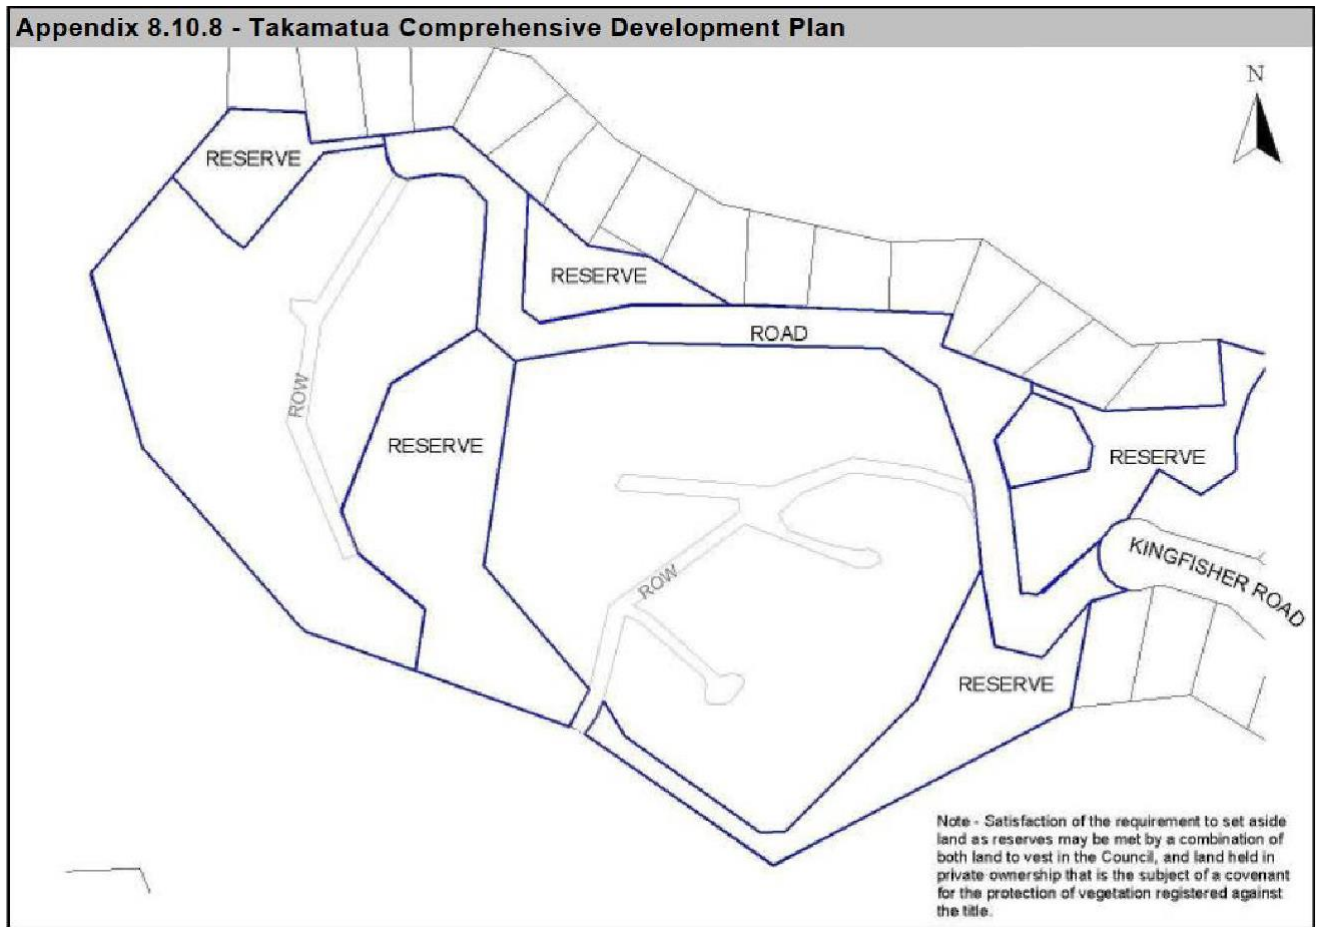 Appendix 8.10.8 - Takamatua Comprehensive Development Plan
N
RESERVE
RESERVE
ROAD
ROW
RESERVE
RESERVE
KINGFISHER ROAD
ROW
RESERVE
Note - Satisfaction of the requirement to set aside
land as reserves may be met by a combination of
both land to vest in the Council, and land held in
private ownership that is the subject of a covenant
for the protection of vegetation registered against
the title.